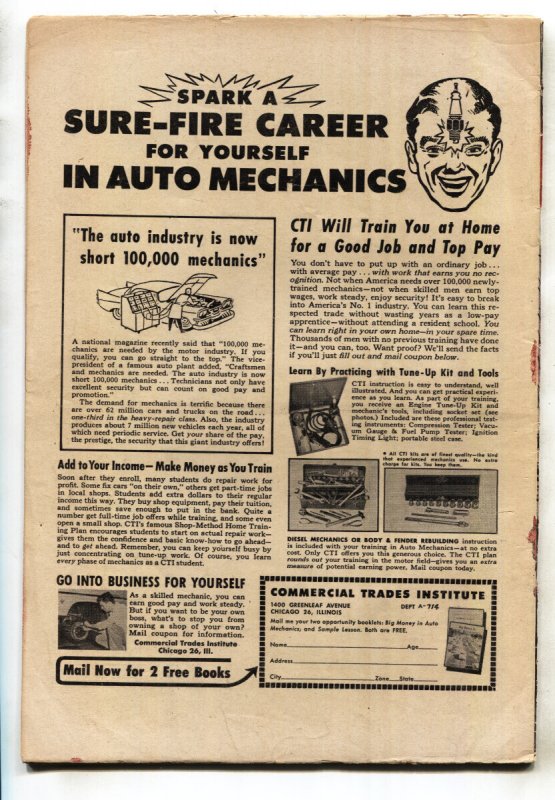 SPARK A
SURE-FIRE CAREER
FOR YOURSELF
IN AUTO MECHANICS
"The auto industry is now
short 100,000 mechanics"
A national magazine recently said that "100,000 me-
chanics are needed by the motor industry. If you
qualify, you can go straight to the top." The vice-
president of a famous auto plant added, "Craftsmen
and mechanics are needed. The auto industry is now
short 100,000 mechanics . . . Technicians not only have
excellent security but can count on good pay and
promotion."
The demand for mechanics is terrific because there
are over 62 million cars and trucks on the road . . .
one-third in the heavy-repair class. Also, the industry
produces about 7 million new vehicles each year, all of
which need periodic service. Get your share of the pay,
the prestige, the security that this giant industry offers!
Add to Your Income—Make Money as You Train
Soon after they enroll, many students do repair work for
profit. Some fix cars "on their own," others get part-time jobs
in local shops. Students add extra dollars to their regular
income this way. They buy shop equipment, pay their tuition,
and sometimes save enough to put in the bank. Quite a
number get full-time job offers while training, and some even
open a small shop. CTI's famous Shop-Method Home Train-
ing Plan encourages students to start on actual repair work—
gives them the confidence and basic know-how to go ahead—
and to get ahead. Remember, you can keep yourself busy by
just concentrating on tune-up work. Of course, you learn
every phase of mechanics as a CTI student.
GO INTO BUSINESS FOR YOURSELF
As a skilled mechanic, you can
earn good pay and work steady.
But if you want to be your own
boss, what's to stop you from
owning a shop of your own?
Mail coupon for information.
Commercial Trades Institute
Chicago 26, Ill.
Mail Now for 2 Free Books
CTI Will Train You at Home
for a Good Job and Top Pay
You don't have to put up with an ordinary job . . .
with average pay . . . with work that earns you no rec-
ognition. Not when America needs over 100,000 newly-
trained mechanics—not when skilled men earn top
wages, work steady, enjoy security! It's easy to break
into America's No. 1 industry. You can learn this re-
spected trade without wasting years as a low-pay
apprentice—without attending a resident school. You
can learn right in your own home—in your spare time.
Thousands of men with no previous training have done
it—and you can, too. Want proof? We'll send the facts
if you'll just fill out and mail coupon below.
Learn By Practicing with Tune-Up Kit and Tools
CTI instruction is easy to understand, well
illustrated. And you can get practical experi-
ence as you learn. As part of your training,
you receive an Engine Tune-Up Kit and
mechanic's tools, including socket set (see
photos.) Included are these professional test-
ing instruments: Compression Tester; Vacu-
um Gauge & Fuel Pump Tester; Ignition
Timing Light; portable steel case.
• All CTI kits are of finest quality—the kind
that experienced mechanics use. No extra
charge for kits. You keep them.
DIESEL MECHANICS OR BODY & FENDER REBUILDING instruction
is included with your training in Auto Mechanics—at no extra
cost. Only CTI offers you this generous choice. The CTI plan
rounds out your training in the motor field—gives you an extra
measure of potential earning power. Mail coupon today.
COMMERCIAL TRADES INSTITUTE
1400 GREENLEAF AVENUE DEPT A-714
CHICAGO 26, ILLINOIS
Mail me your two opportunity booklets: Big Money in Auto
Mechanics, and Sample Lesson. Both are FREE.
Name Age
Address
City Zone State